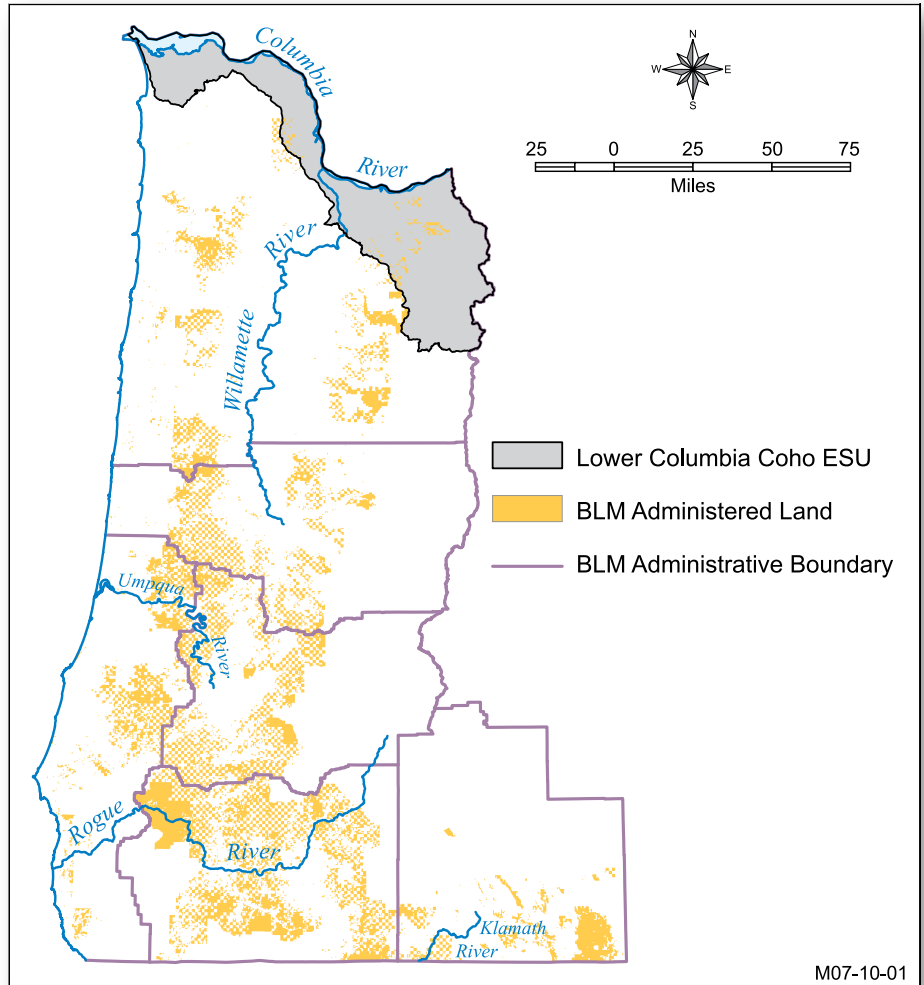 Columbia
River
N
W E
S
25 0 25 50 75
Miles
River
Willamette
Lower Columbia Coho ESU
BLM Administered Land
BLM Administrative Boundary
Umpqua
River
Rogue
River
Klamath
River
M07-10-01